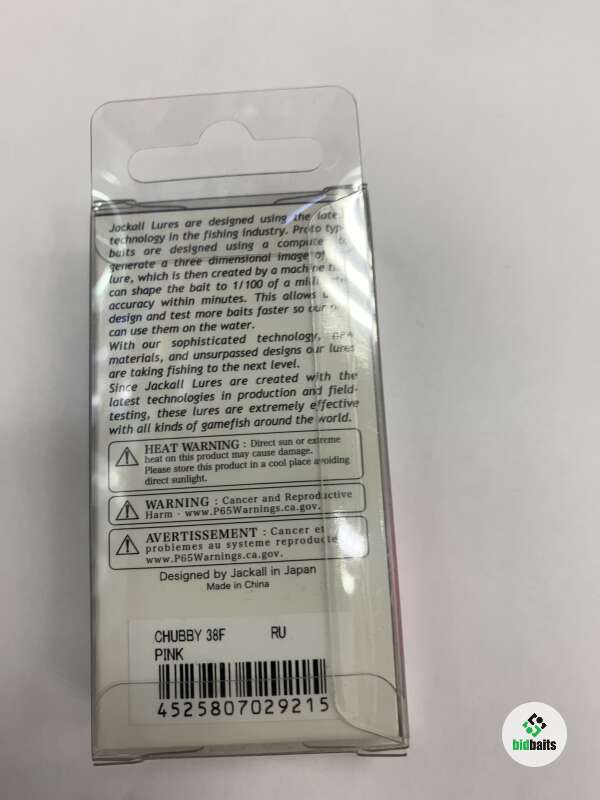 Jackall Lures are designed using the
technology in the fishing industry. Proto
baits are designed using a
generate a three dimensional image of
lure, which is then created by a machine
can shape the bait to 1/100 of a
accuracy within minutes. This allows
design and test more baits faster so
can use them on the water.
With our sophisticated technology, new
materials, and unsurpassed designs our lures
are taking fishing to the next level.
Since Jackall Lures are created with the
latest technologies in production and field-
testing, these lures are extremely effective
with all kinds of gamefish around the world.
HEAT WARNING : Direct sun or extreme
heat on this product may cause damage.
Please store this product in a cool place avoiding
direct sunlight.
WARNING : Cancer and Reproductive
Harm - www.P65Warnings.ca.gov.
AVERTISSEMENT : Cancer et
problemes au systeme
www.P65Warnings.ca.gov.
Designed by Jackall in Japan
Made in China
CHUBBY 38F RU
PINK
4525807029215
bidbaits